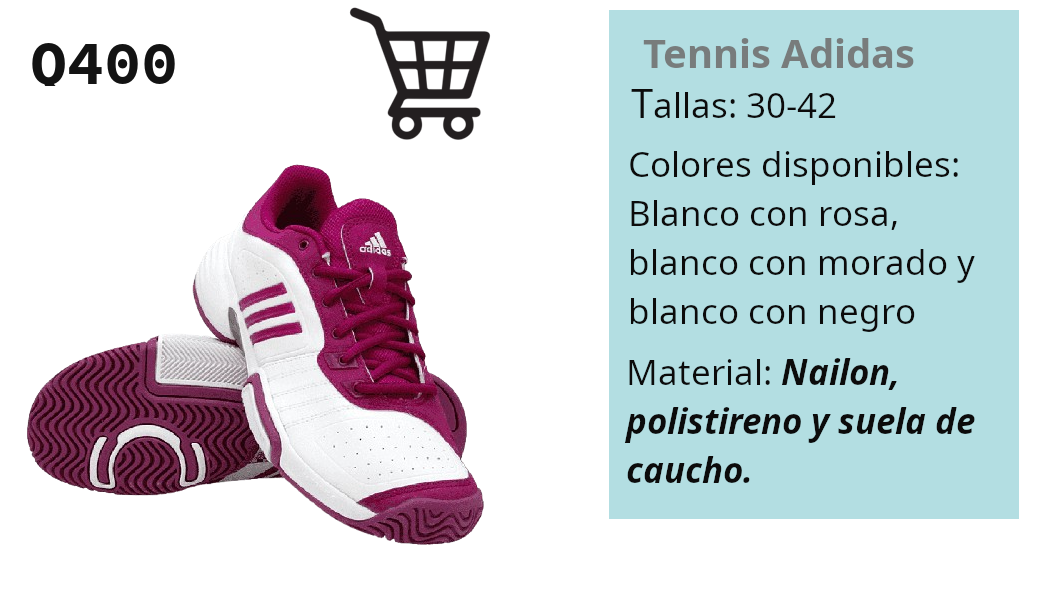 Q400
Tennis Adidas
Tallas: 30-42
Colores disponibles:
Blanco con rosa,
blanco con morado y
blanco con negro
Material: Nailon,
polistireno y suela de
caucho.
adidas